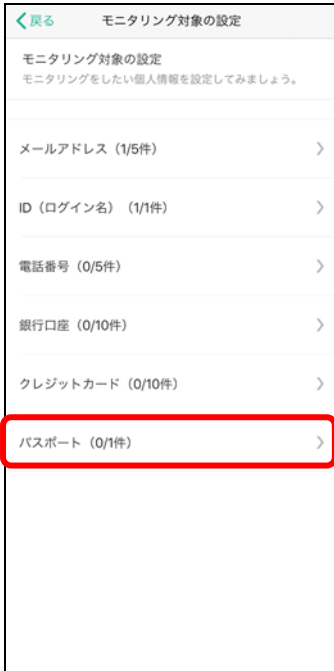 戻る モニタリング対象の設定
モニタリング対象の設定
モニタリングをしたい個人情報を設定してみましょう。
メールアドレス（1/5件）
ID（ログイン名）（1/1件）
電話番号（0/5件）
銀行口座（0/10件）
クレジットカード（0/10件）
パスポート（0/1件）